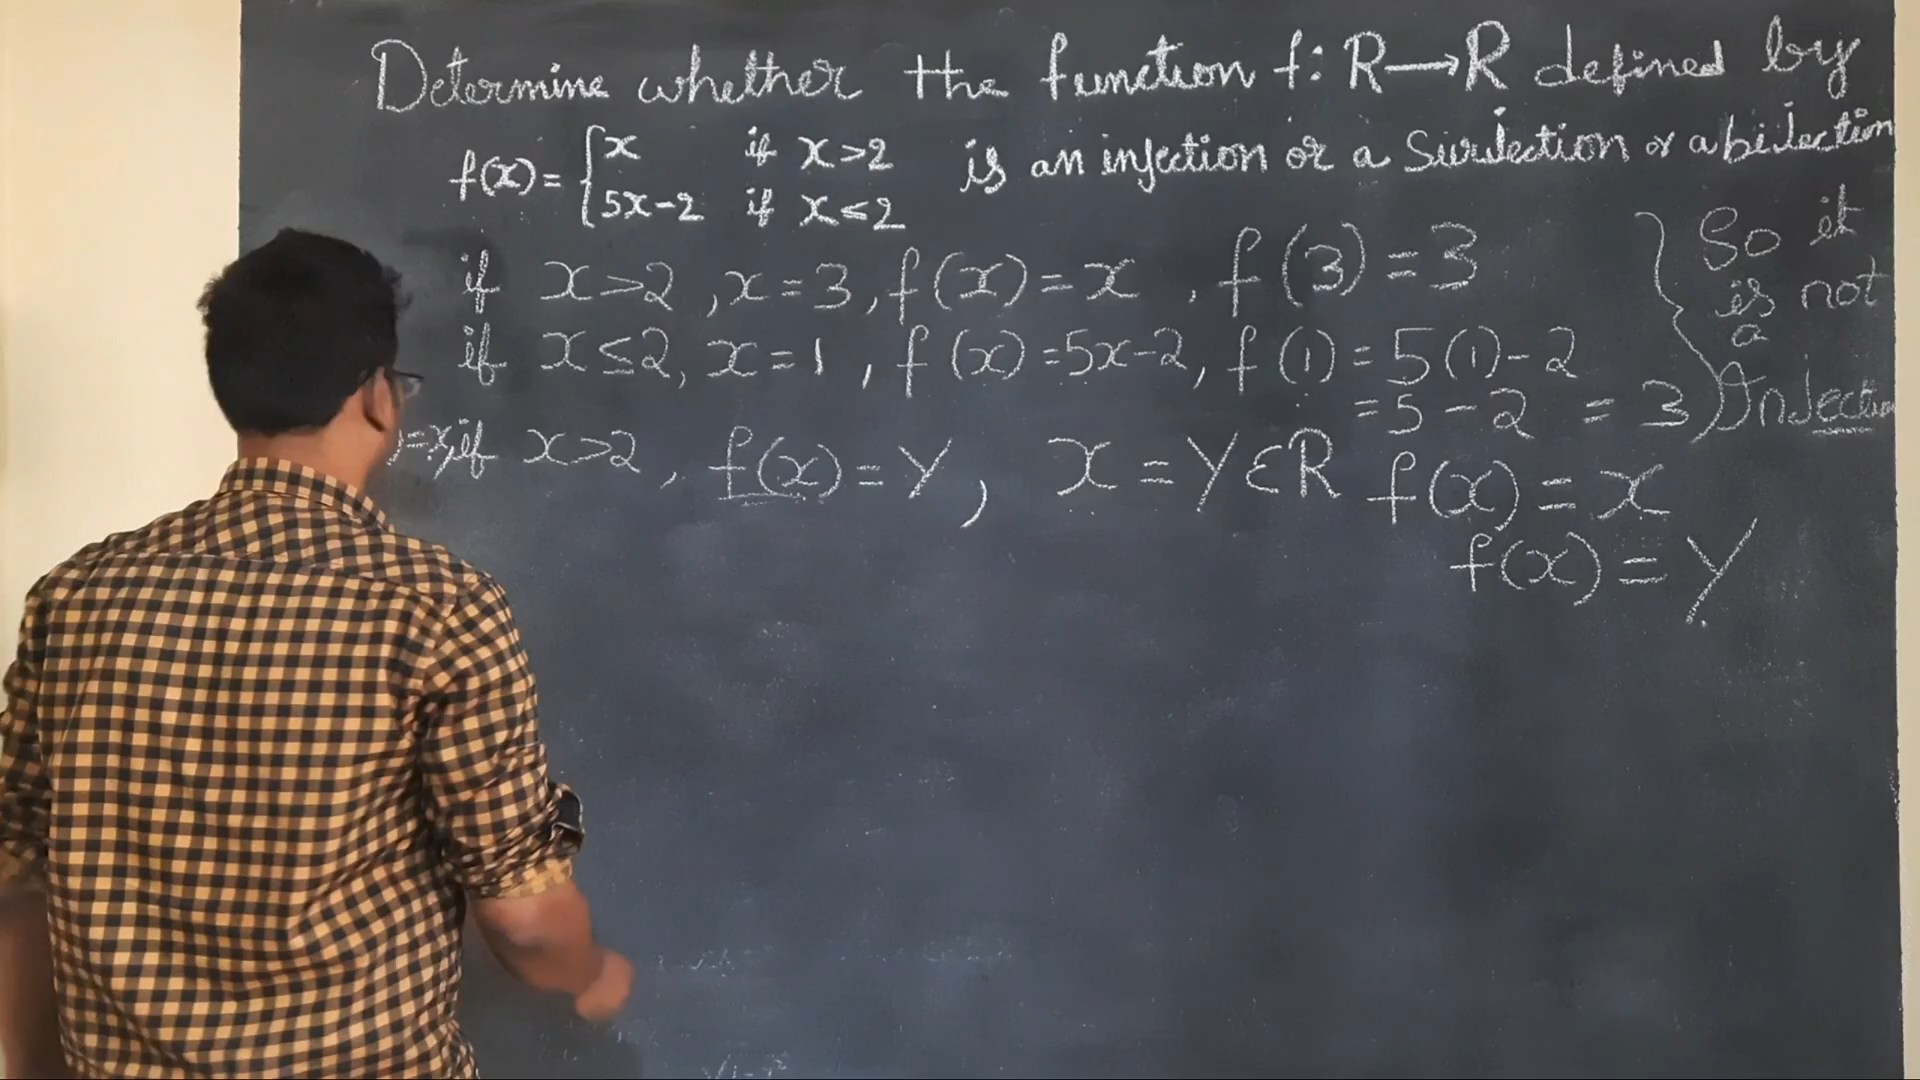 Determine whether the function f: R→R defined by
f(x)= { x if x>2 is an injection or a Surjection or a bijection
5x-2 if x≤2
if x>2, x=3, f(x)=x, f(3)=3
if x≤2, x=1, f(x)=5x-2, f(1)=5(1)-2
=5-2 = 3
} So it
is not
a
Injection
)=x, if x>2, f(x)=Y, x=Y∈R f(x)=x
f(x)=Y